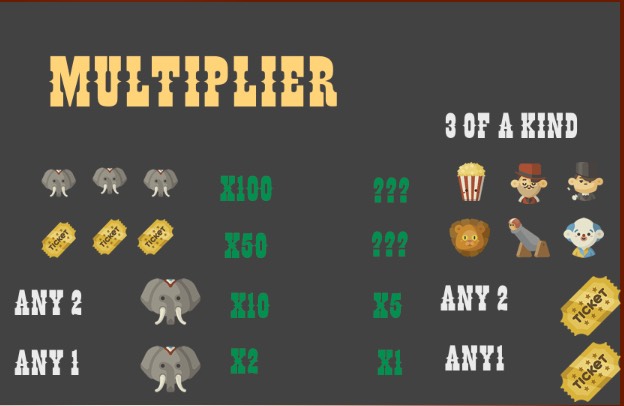 MULTIPLIER
3 OF A KIND
X100 ???
TICKET TICKET TICKET X50 ???
ANY 2 X10 X5 ANY 2 TICKET
ANY 1 X2 X1 ANY1 TICKET